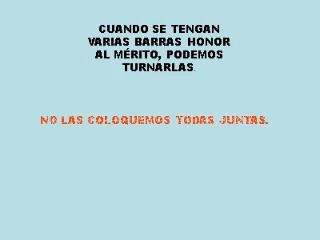 CUANDO SE TENGAN
VARIAS BARRAS HONOR
AL MÉRITO, PODEMOS
TURNARLAS.
NO LAS COLOQUEMOS TODAS JUNTAS.